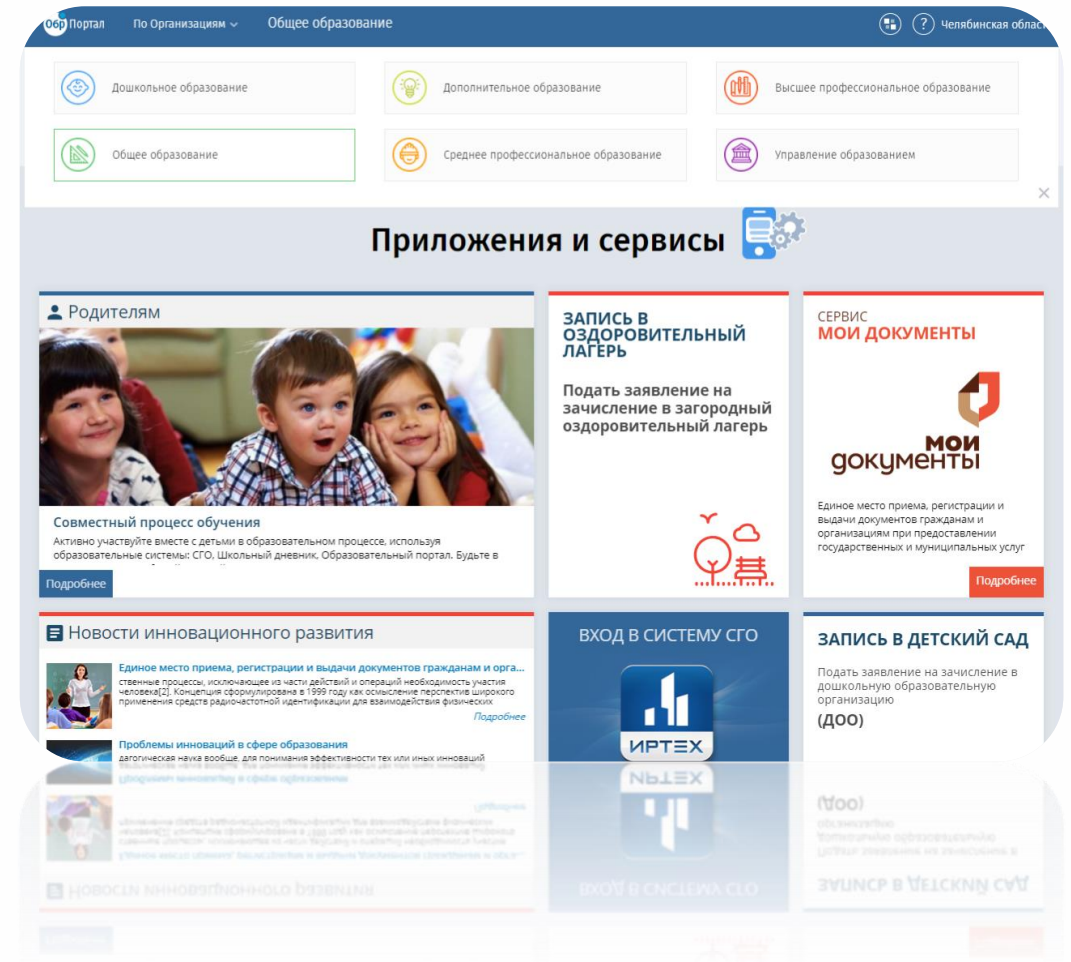 Обр Портал
По Организациям
Общее образование
Челябинская област
Дошкольное образование
Дополнительное образование
Высшее профессиональное образование
Общее образование
Среднее профессиональное образование
Управление образованием
Приложения и сервисы
Родителям
Совместный процесс обучения
Активно участвуйте вместе с детьми в образовательном процессе, используя
образовательные системы: СГО, Школьный дневник, Образовательный портал. Будьте в
Подробнее
ЗАПИСЬ В
ОЗДОРОВИТЕЛЬНЫЙ
ЛАГЕРЬ
Подать заявление на
зачисление в загородный
оздоровительный лагерь
СЕРВИС
МОИ ДОКУМЕНТЫ
мои
документы
Единое место приема, регистрации и
выдачи документов гражданам и
организациям при предоставлении
государственных и муниципальных услуг
Подробнее
Новости инновационного развития
Единое место приема, регистрации и выдачи документов гражданам и орга...
ственные процессы, исключающее из части действий и операций необходимость участия
человека[2]. Концепция сформулирована в 1999 году как осмысление перспектив широкого
применения средств радиочастотной идентификации для взаимодействия физических
Подробнее
Проблемы инноваций в сфере образования
дагогическая наука вообще, для понимания эффективности тех или иных инноваций
ВХОД В СИСТЕМУ СГО
ИРТЕХ
ЗАПИСЬ В ДЕТСКИЙ САД
Подать заявление на зачисление в
дошкольную образовательную
организацию
(ДОО)